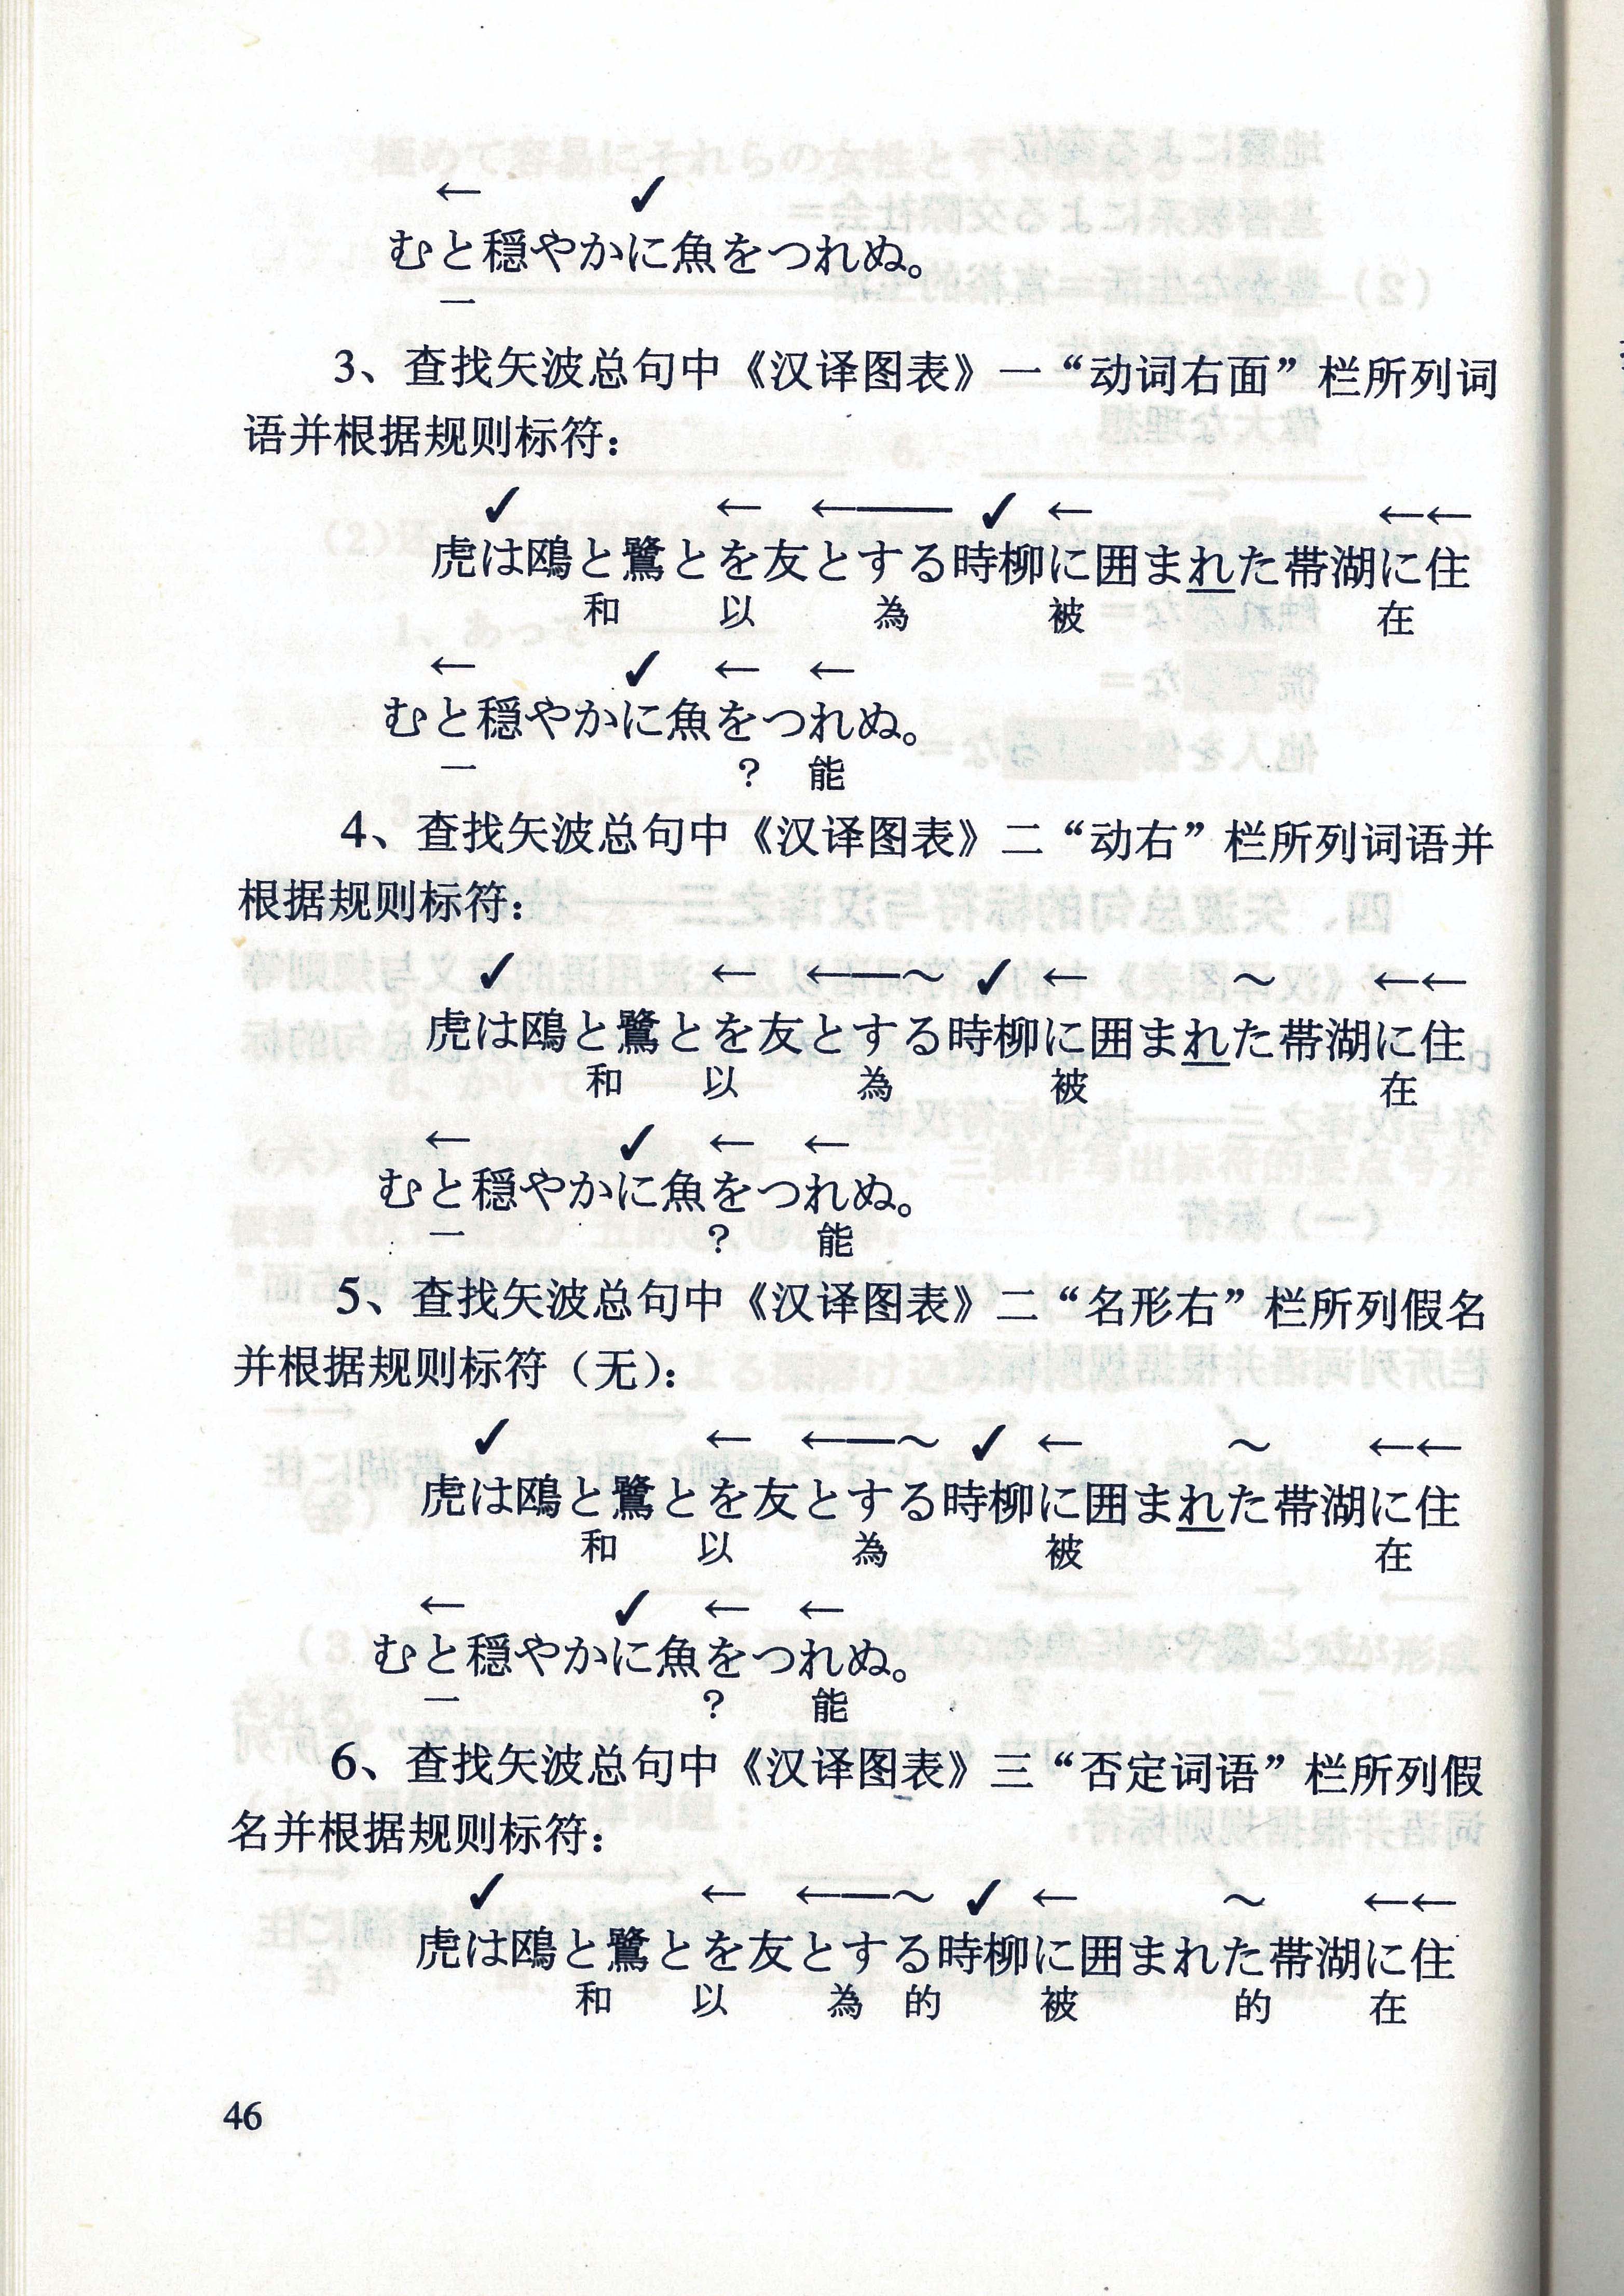 ← ✓
むと穏やかに魚をつれぬ。
一
3、查找矢波总句中《汉译图表》一“动词右面”栏所列词
语并根据规则标符：
✓ ← ←── ✓ ← ←←
虎は鴎と鷺とを友とする時柳に囲まれた帯湖に住
和 以 為 被 在
← ✓ ← ←
むと穏やかに魚をつれぬ。
一 ？ 能
4、查找矢波总句中《汉译图表》二“动右”栏所列词语并
根据规则标符：
✓ ← ←─～ ✓ ← ～ ←←
虎は鴎と鷺とを友とする時柳に囲まれた帯湖に住
和 以 為 被 在
← ✓ ← ←
むと穏やかに魚をつれぬ。
一 ？ 能
5、查找矢波总句中《汉译图表》二“名形右”栏所列假名
并根据规则标符（无）：
✓ ← ←─～ ✓ ← ～ ←←
虎は鴎と鷺とを友とする時柳に囲まれた帯湖に住
和 以 為 被 在
← ✓ ← ←
むと穏やかに魚をつれぬ。
一 ？ 能
6、查找矢波总句中《汉译图表》三“否定词语”栏所列假
名并根据规则标符：
✓ ← ←─～ ✓ ← ～ ←←
虎は鴎と鷺とを友とする時柳に囲まれた帯湖に住
和 以 為 的 被 的 在
46